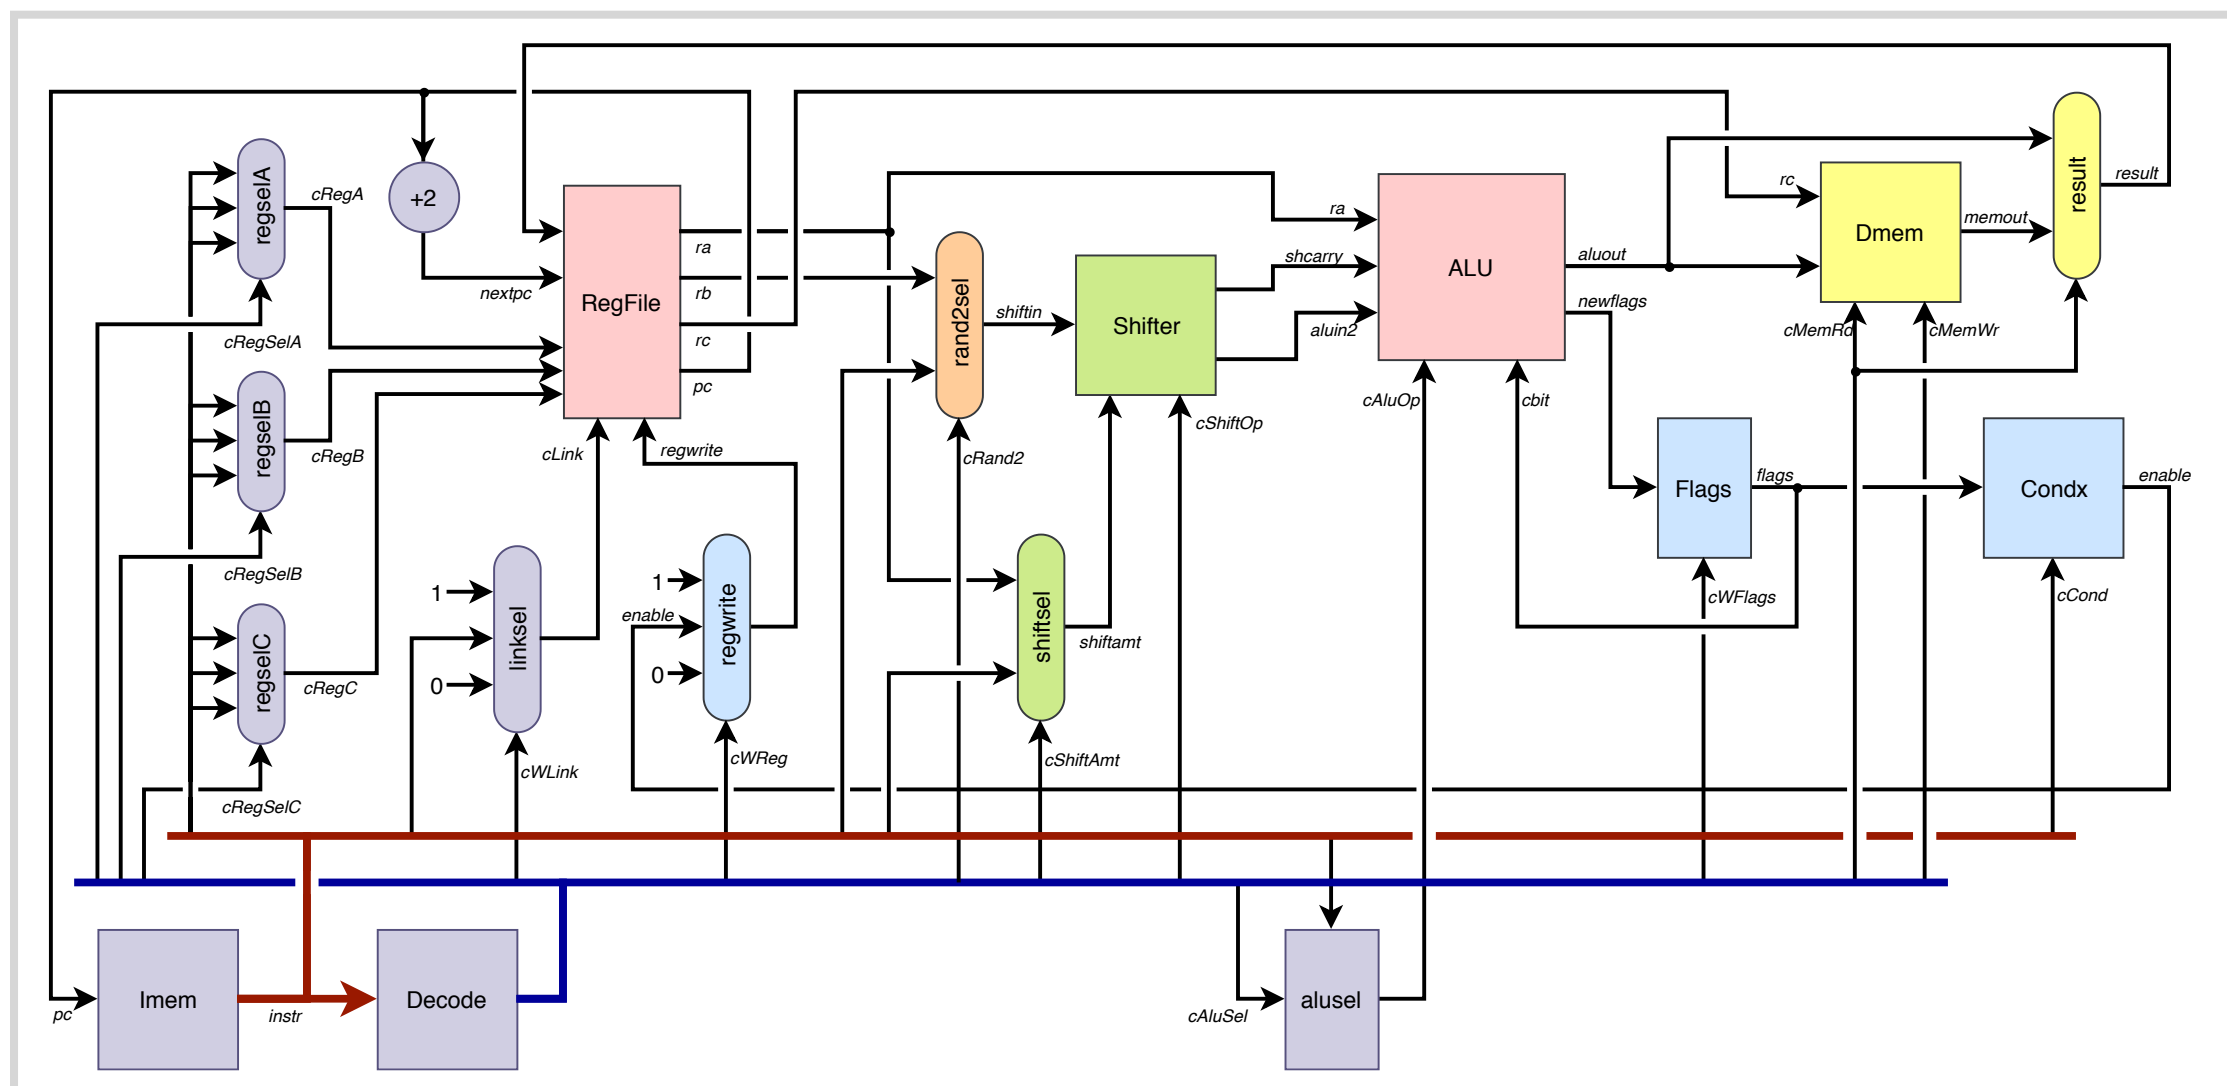 regselA
cRegA
cRegSelA
+2
nextpc
RegFile
ra
rb
rc
pc
regselB
cRegB
cRegSelB
regselC
cRegC
cRegSelC
cLink
regwrite
1
0
linksel
cWLink
1
enable
0
regwrite
cWReg
rand2sel
cRand2
shiftin
Shifter
cShiftOp
shiftsel
shiftamt
cShiftAmt
ra
shcarry
aluin2
ALU
aluout
newflags
cAluOp
cbit
rc
Dmem
memout
cMemRd
cMemWr
result
result
Flags
flags
cWFlags
Condx
enable
cCond
pc
Imem
instr
Decode
cAluSel
alusel